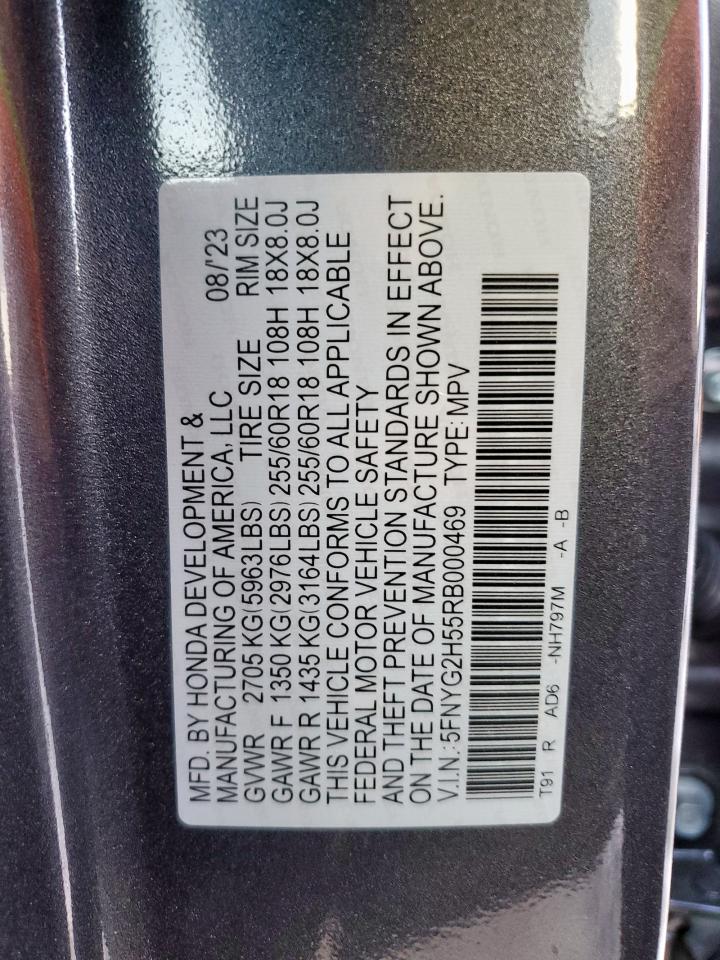 MFD. BY HONDA DEVELOPMENT &
MANUFACTURING OF AMERICA, LLC 08/'23
GVWR 2705 KG(5963LBS) TIRE SIZE RIM SIZE
GAWR F 1350 KG(2976LBS) 255/60R18 108H 18X8.0J
GAWR R 1435 KG(3164LBS) 255/60R18 108H 18X8.0J
THIS VEHICLE CONFORMS TO ALL APPLICABLE
FEDERAL MOTOR VEHICLE SAFETY
AND THEFT PREVENTION STANDARDS IN EFFECT
ON THE DATE OF MANUFACTURE SHOWN ABOVE.
V.I.N.:5FNYG2H55RB000469 TYPE:MPV
T91 R AD6 -NH797M -A -B